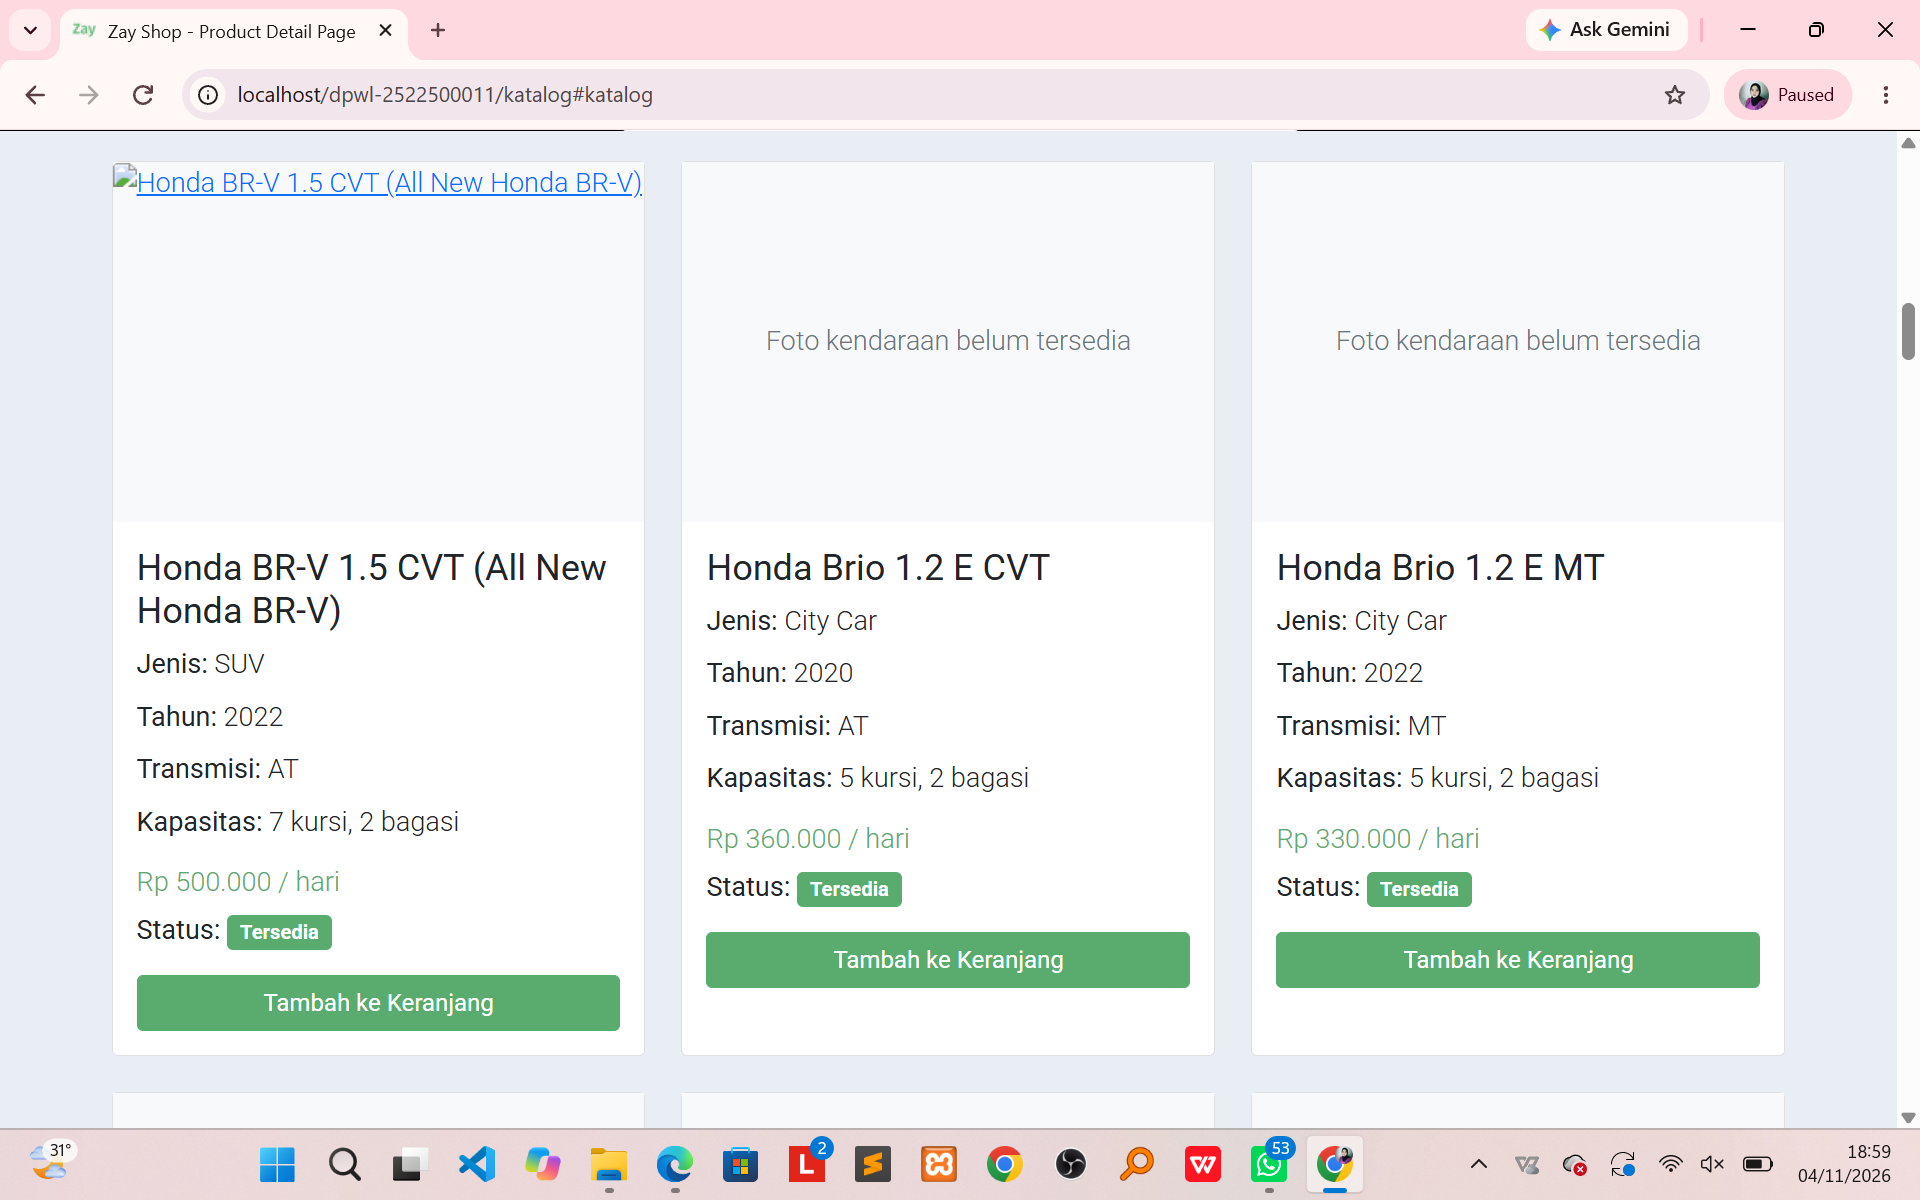 Zay
Zay Shop - Product Detail Page
Ask Gemini
localhost/dpwl-2522500011/katalog#katalog
Paused
Honda BR-V 1.5 CVT (All New Honda BR-V)
Foto kendaraan belum tersedia
Foto kendaraan belum tersedia
Honda BR-V 1.5 CVT (All New
Honda BR-V)
Jenis: SUV
Tahun: 2022
Transmisi: AT
Kapasitas: 7 kursi, 2 bagasi
Rp 500.000 / hari
Status: Tersedia
Tambah ke Keranjang
Honda Brio 1.2 E CVT
Jenis: City Car
Tahun: 2020
Transmisi: AT
Kapasitas: 5 kursi, 2 bagasi
Rp 360.000 / hari
Status: Tersedia
Tambah ke Keranjang
Honda Brio 1.2 E MT
Jenis: City Car
Tahun: 2022
Transmisi: MT
Kapasitas: 5 kursi, 2 bagasi
Rp 330.000 / hari
Status: Tersedia
Tambah ke Keranjang
31°
L
2
53
18:59
04/11/2026